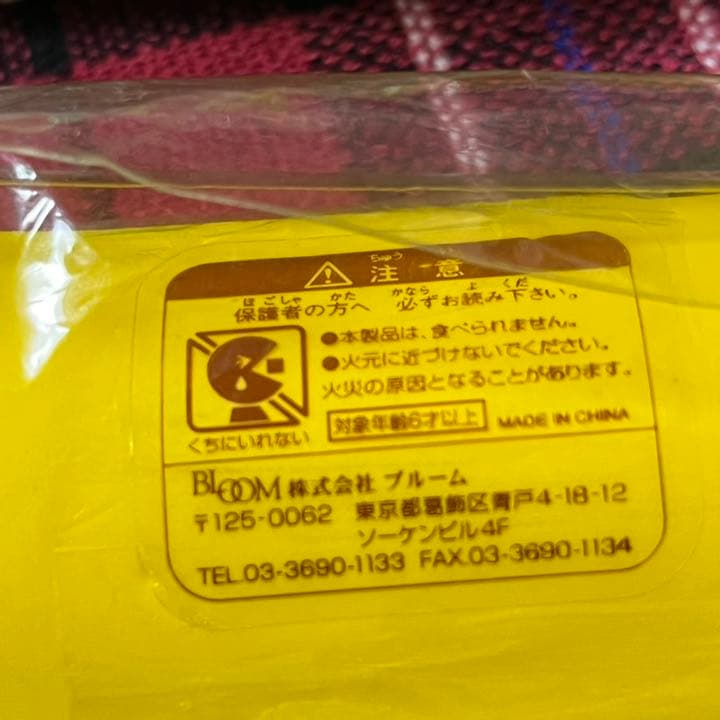 注意
保護者の方へ 必ずお読み下さい。
●本製品は、食べられません。
●火元に近づけないでください。
火災の原因となることがあります。
くちにいれない
対象年齢6才以上 MADE IN CHINA
BLOOM 株式会社 ブルーム
〒125-0062 東京都葛飾区青戸4-18-12
ソーケンビル4F
TEL.03-3690-1133 FAX.03-3690-1134